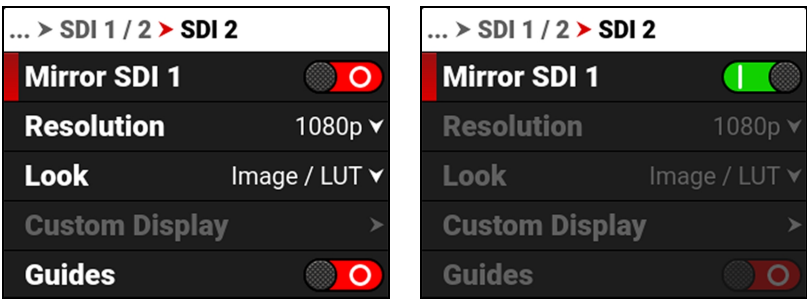 ... > SDI 1 / 2 > SDI 2
Mirror SDI 1
Resolution 1080p
Look Image / LUT
Custom Display >
Guides
... > SDI 1 / 2 > SDI 2
Mirror SDI 1
Resolution 1080p
Look Image / LUT
Custom Display >
Guides